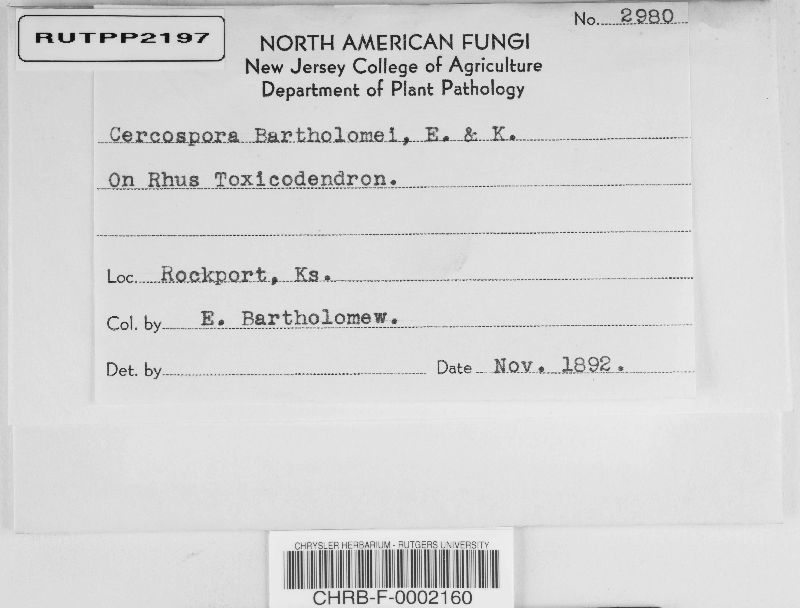 RUTPP2197
No. 2980
NORTH AMERICAN FUNGI
New Jersey College of Agriculture
Department of Plant Pathology
Cercospora Bartholomei, E. & K.
On Rhus Toxicodendron.
Loc. Rockport, Ks.
Col. by E. Bartholomew.
Det. by
Date Nov. 1892.
CHRYSLER HERBARIUM - RUTGERS UNIVERSITY
CHRB-F-0002160